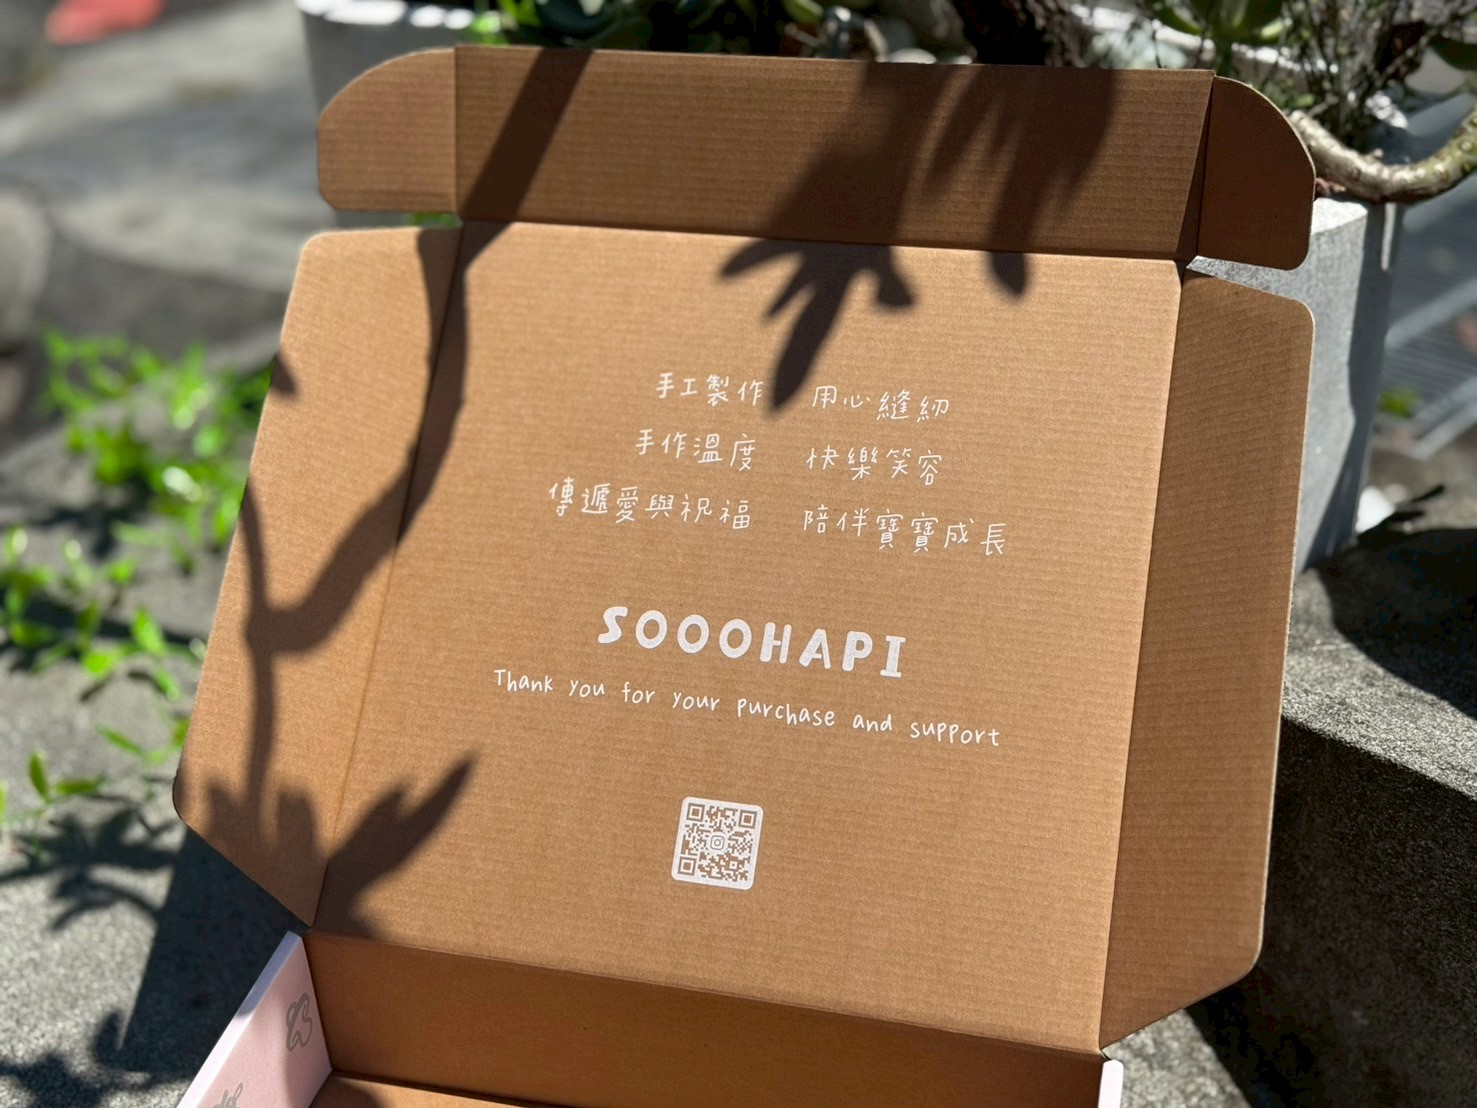 手工製作 用心縫紉
手作溫度 快樂笑容
傳遞愛與祝福 陪伴寶寶成長
SOOOHAPI
Thank you for your purchase and support